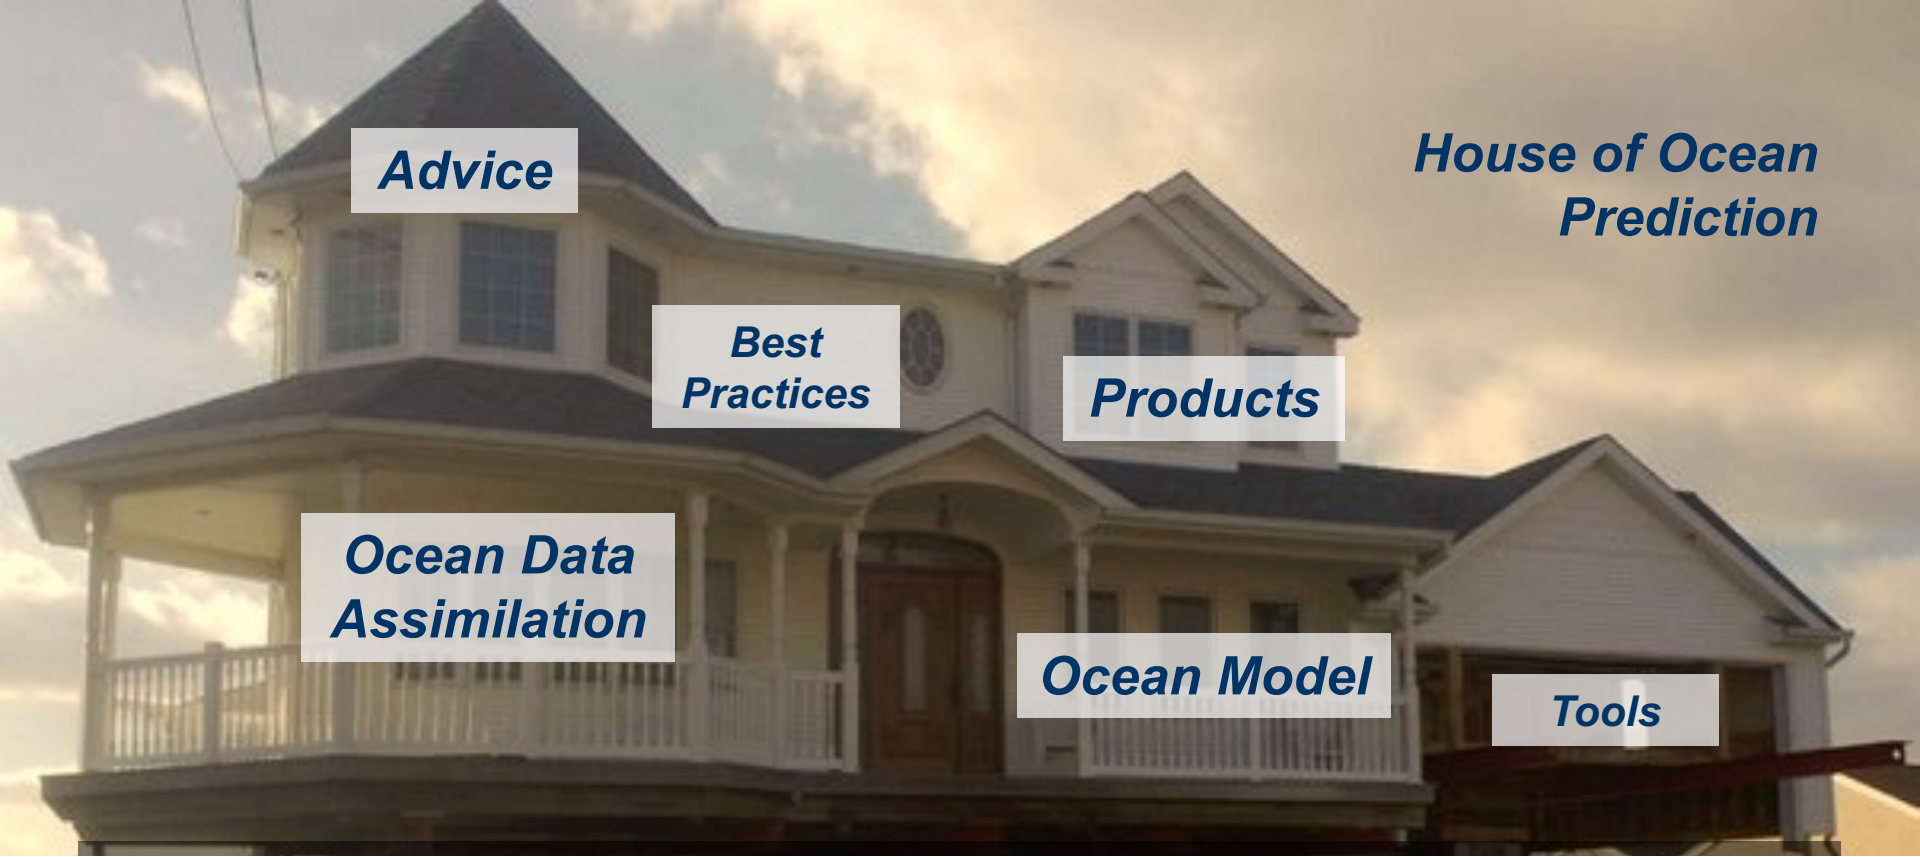 House of Ocean
Prediction
Advice
Best
Practices
Products
Ocean Data
Assimilation
Ocean Model
Tools